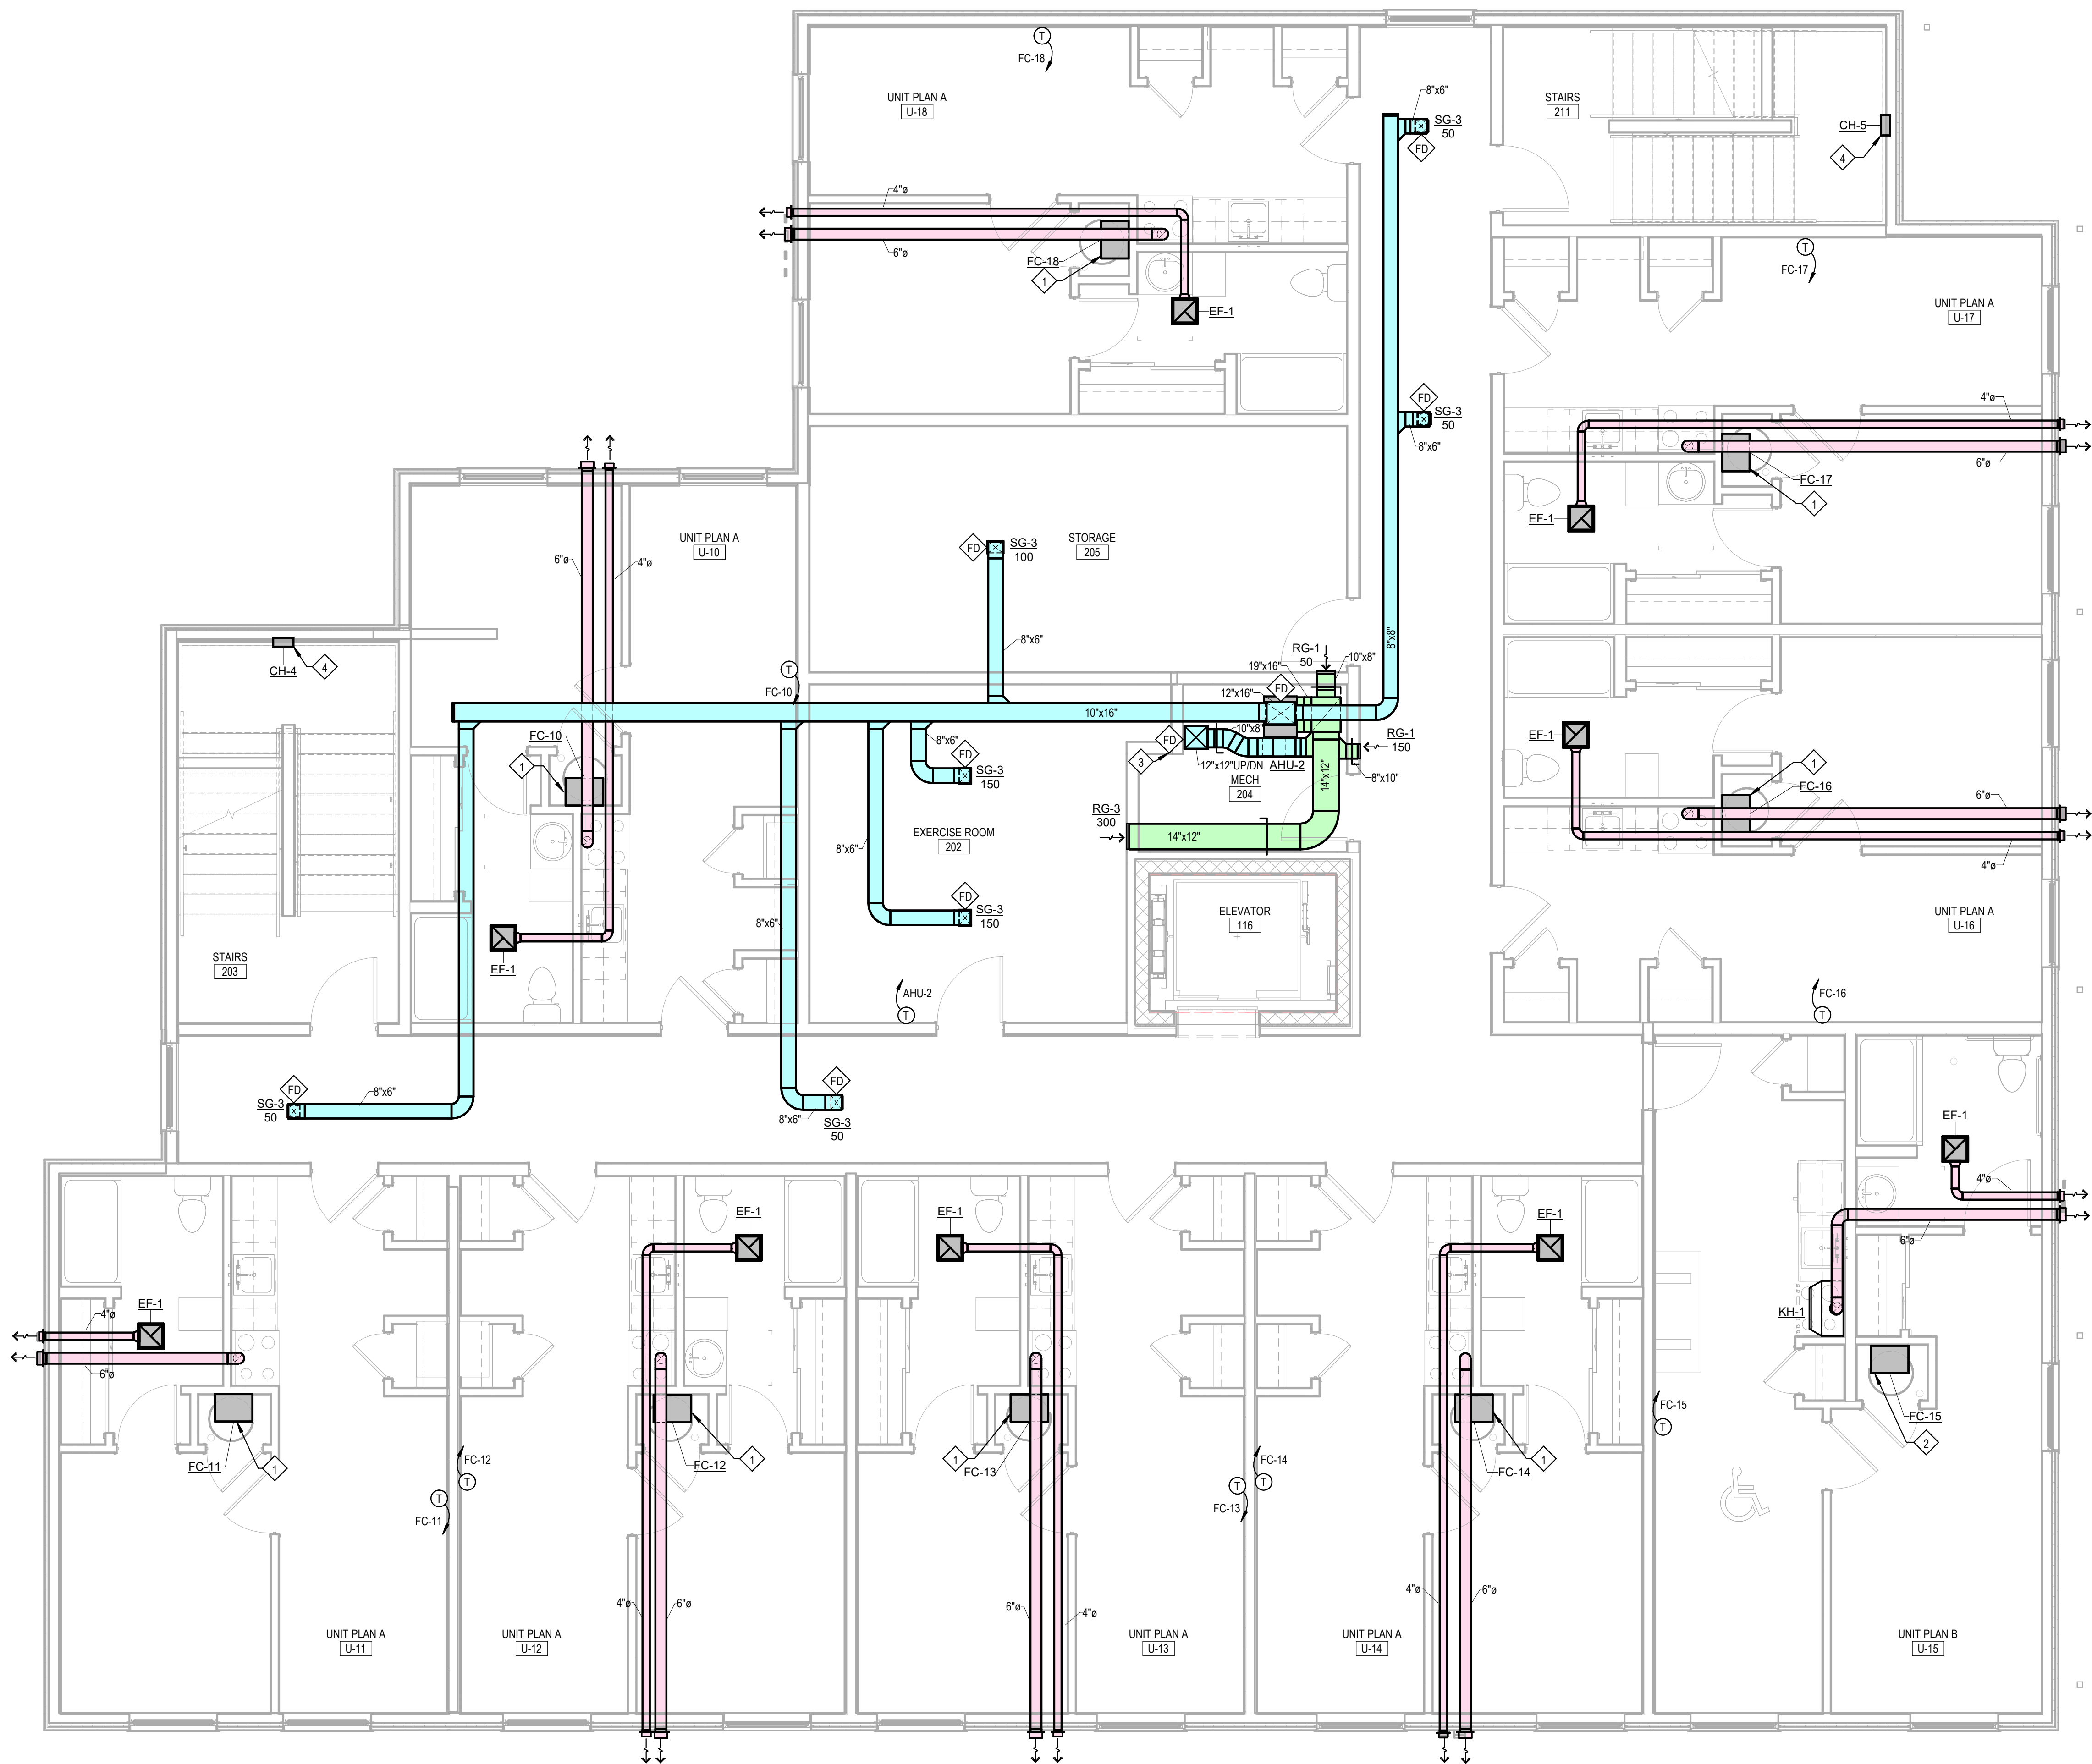 T
FC-18
UNIT PLAN A
U-18
8"x6"
SG-3
50
FD
STAIRS
211
CH-5
4
4"ø
6"ø
FC-18
1
EF-1
T
FC-17
UNIT PLAN A
U-17
FD
SG-3
50
8"x6"
4"ø
6"ø
FC-17
1
EF-1
UNIT PLAN A
U-10
6"ø
4"ø
FD
SG-3
100
STORAGE
205
8"x6"
8"x8"
CH-4
4
T
FC-10
10"x16"
RG-1
50
19"x16"
10"x8"
12"x16"
FD
10"x8"
FD
3
12"x12"UP/DN
AHU-2
MECH
204
RG-1
150
8"x10"
14"x12"
RG-3
300
14"x12"
FC-10
1
8"x6"
FD
SG-3
150
EXERCISE ROOM
202
8"x6"
FD
SG-3
150
8"x6"
EF-1
EF-1
1
FC-16
6"ø
4"ø
ELEVATOR
116
UNIT PLAN A
U-16
STAIRS
203
EF-1
AHU-2
T
FC-16
T
FD
SG-3
50
8"x6"
FD
8"x6"
SG-3
50
EF-1
4"ø
6"ø
KH-1
EF-1
4"ø
6"ø
FC-11
1
EF-1
EF-1
EF-1
FC-12
T
T
FC-11
FC-12
1
1
FC-13
FC-14
T
T
FC-13
FC-14
1
FC-15
T
FC-15
2
4"ø
6"ø
6"ø
4"ø
4"ø
6"ø
UNIT PLAN A
U-11
UNIT PLAN A
U-12
UNIT PLAN A
U-13
UNIT PLAN A
U-14
UNIT PLAN B
U-15